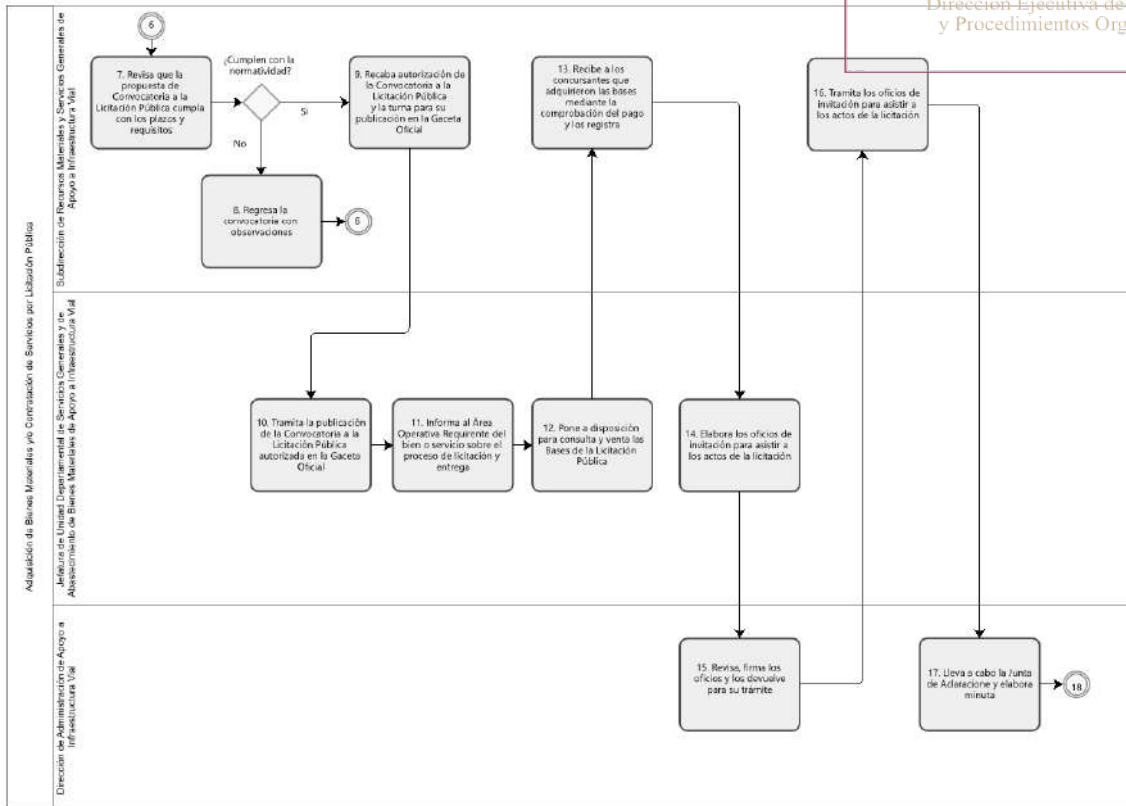 Dirección Ejecutiva de
y Procedimientos Org
Adquisición de Bienes Materiales y/o Contratación de Servicios por Licitación Pública
Subdirección de Recursos Materiales y Servicios Generales de
Apoyo a Infraestructura Vial
6
7. Revisa que la
propuesta de
Convocatoria a la
Licitación Pública cumpla
con los plazos y
requisitos
¿Cumplen con la
normatividad?
Si
No
8. Regresa la
convocatoria con
observaciones
6
9. Recaba autorización de
la Convocatoria a la
Licitación Pública
y la turna para su
publicación en la Gaceta
Oficial
13. Recibe a los
concursantes que
adquirieron las bases
mediante la
comprobación del pago
y los registra
16. Tramita los oficios de
invitación para asistir a
los actos de la licitación
Jefatura de Unidad Departamental de Servicios Generales y de
Abastecimiento de Bienes Materiales de Apoyo a Infraestructura Vial
10. Tramita la publicación
de la Convocatoria a la
Licitación Pública
autorizada en la Gaceta
Oficial
11. Informa al Área
Operativa Requirente del
bien o servicio sobre el
proceso de licitación y
entrega
12. Pone a disposición
para consulta y venta las
Bases de la Licitación
Pública
14. Elabora los oficios de
invitación para asistir a
los actos de la licitación
Dirección de Administración de Apoyo a
Infraestructura Vial
15. Revisa, firma los
oficios y los devuelve
para su trámite
17. Lleva a cabo la Junta
de Aclaracione y elabora
minuta
18